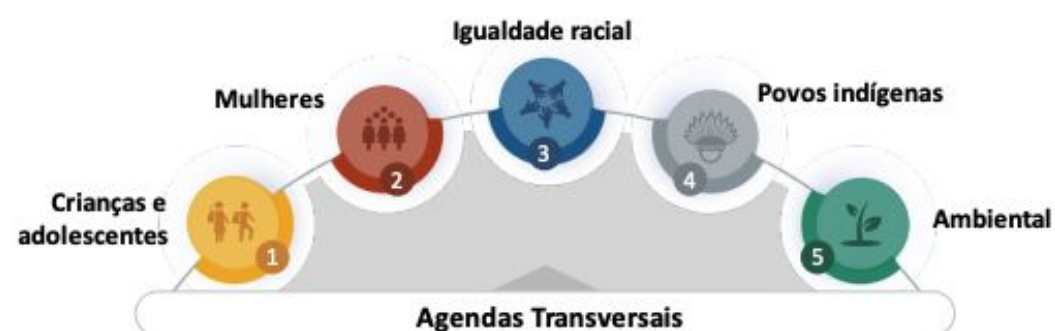 Igualdade racial
3
Mulheres
2
Povos indígenas
4
Crianças e
adolescentes
1
Ambiental
5
Agendas Transversais